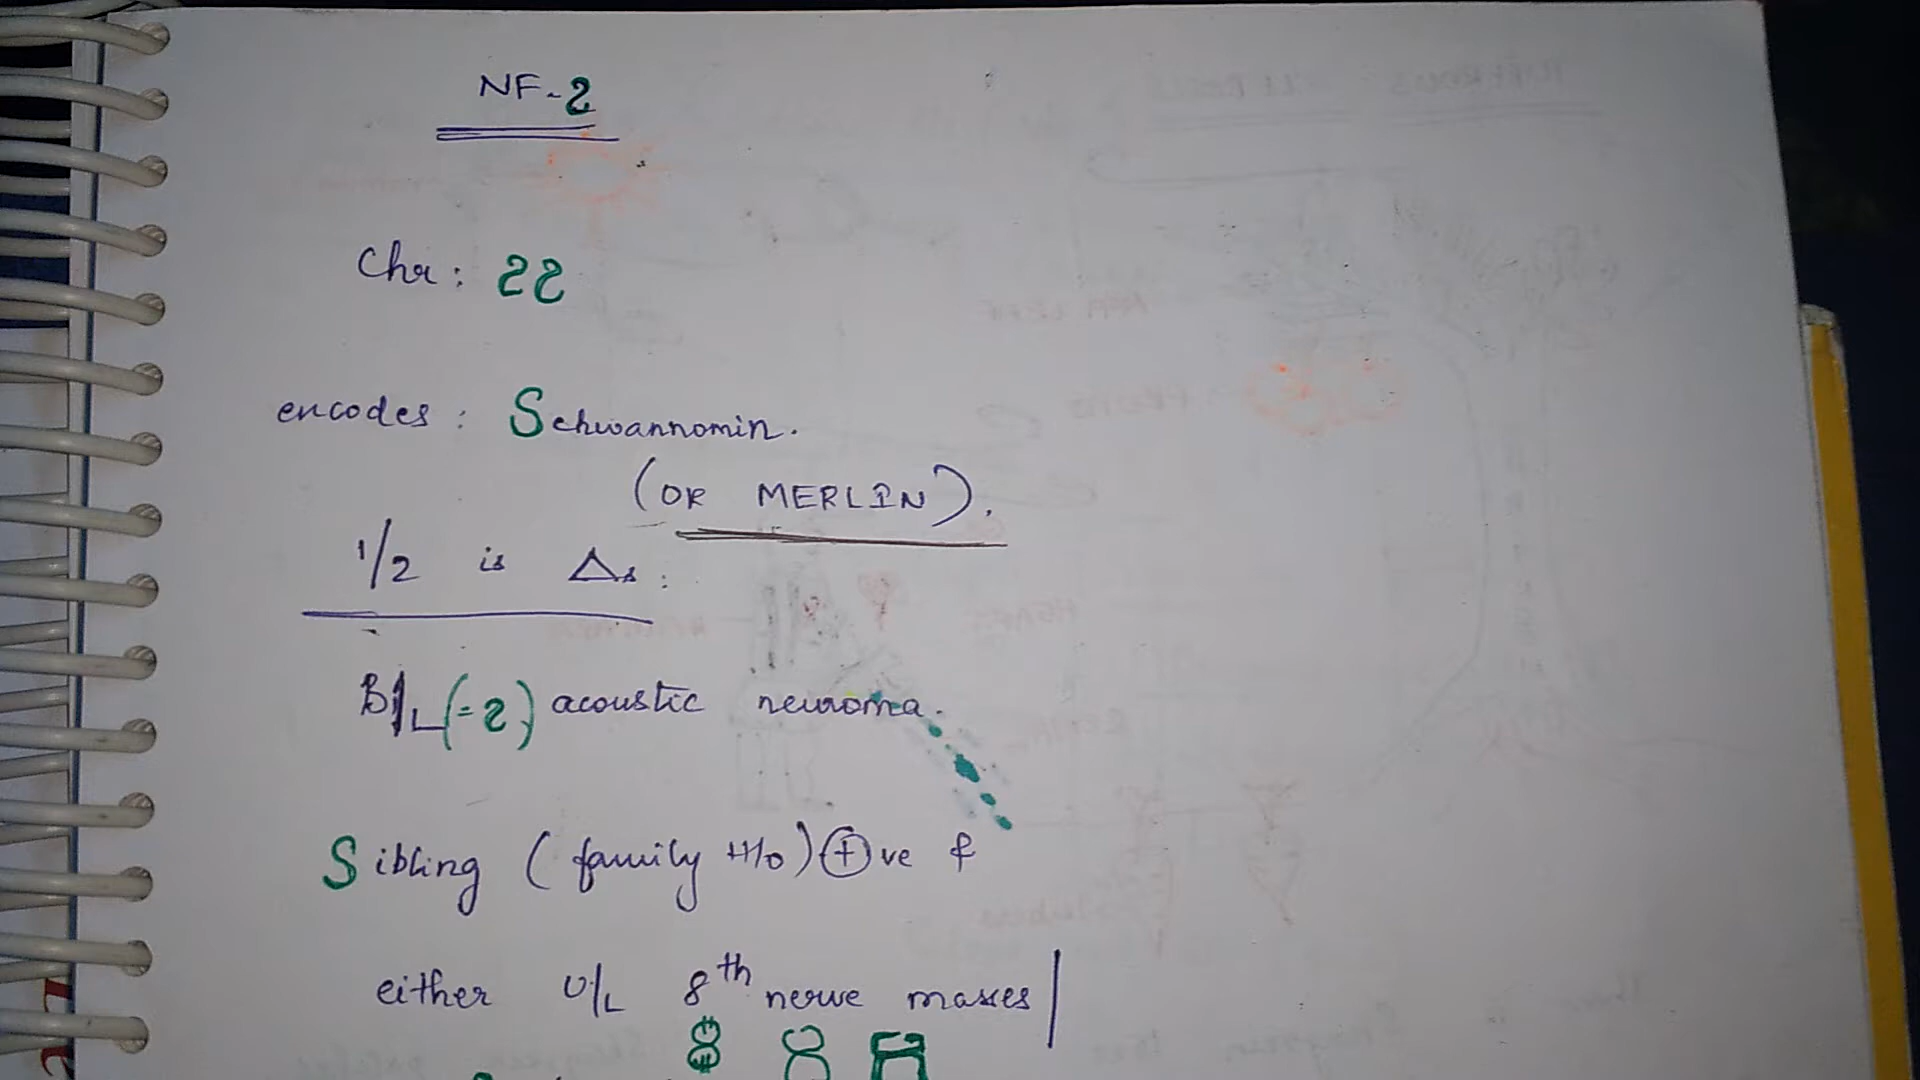 NF-2
Chr: 22
encodes: Schwannomin.
(OR MERLIN).
1/2 is Δs:
B/L (=2) acoustic neuroma.
Sibling (family H/o) ⊕ve &
either U/L 8th nerve masses |